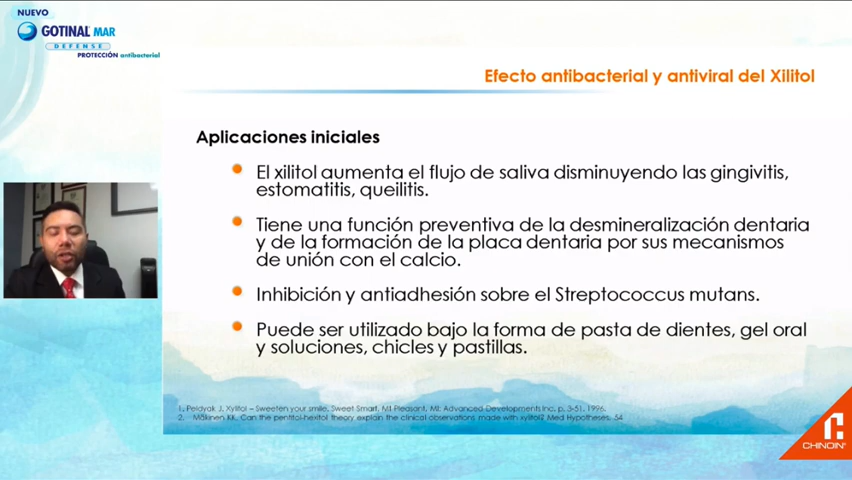 NUEVO
GOTINAL MAR
DEFENSE
PROTECCIÓN antibacterial
Efecto antibacterial y antiviral del Xilitol
Aplicaciones iniciales
El xilitol aumenta el flujo de saliva disminuyendo las gingivitis,
estomatitis, queilitis.
Tiene una función preventiva de la desmineralización dentaria
y de la formación de la placa dentaria por sus mecanismos
de unión con el calcio.
Inhibición y antiadhesión sobre el Streptococcus mutans.
Puede ser utilizado bajo la forma de pasta de dientes, gel oral
y soluciones, chicles y pastillas.
1. Peldyak J. Xylitol – Sweeten your smile. Sweet Smart. Mt Pleasant, MI: Advanced Developments Inc. p. 3-51. 1996.
2. Mäkinen KK. Can the pentitol-hexitol theory explain the clinical observations made with xylitol? Med Hypotheses. 54
CHINOIN